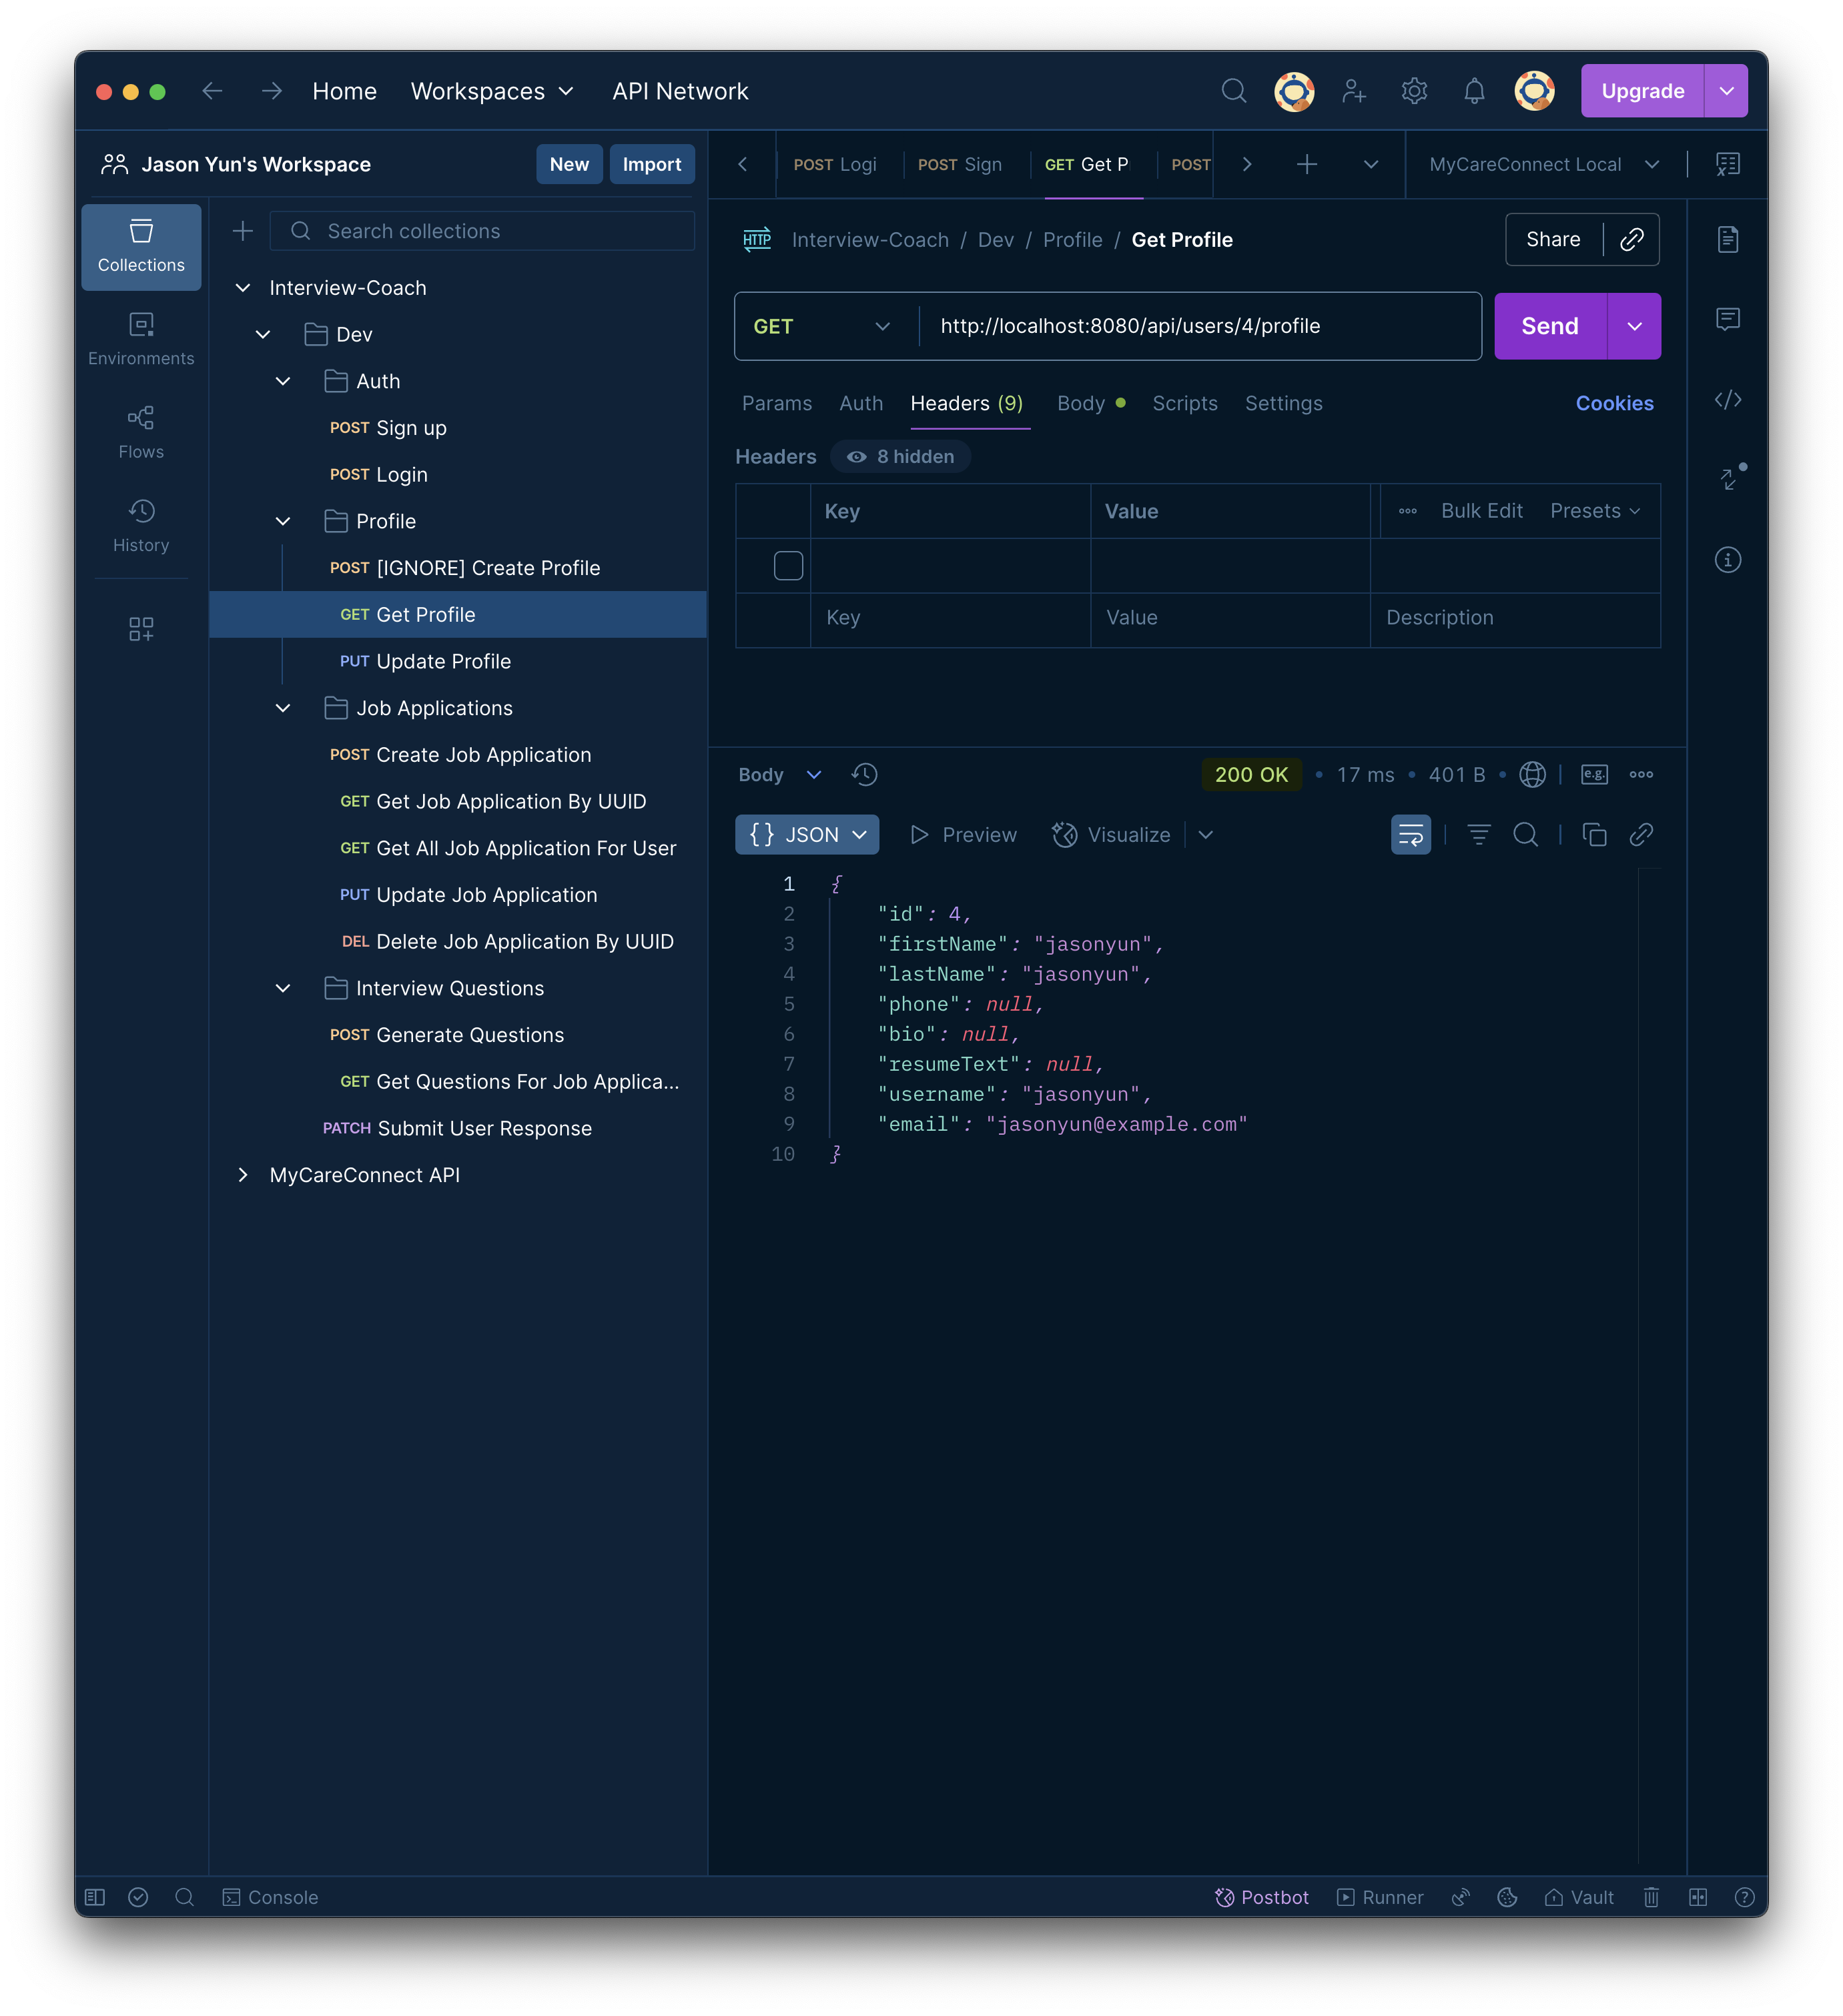 Home Workspaces API Network Upgrade
Jason Yun's Workspace New Import
POST Logi POST Sign GET Get P POST MyCareConnect Local
Collections
Environments
Flows
History
Search collections
Interview-Coach
Dev
Auth
POST Sign up
POST Login
Profile
POST [IGNORE] Create Profile
GET Get Profile
PUT Update Profile
Job Applications
POST Create Job Application
GET Get Job Application By UUID
GET Get All Job Application For User
PUT Update Job Application
DEL Delete Job Application By UUID
Interview Questions
POST Generate Questions
GET Get Questions For Job Applica...
PATCH Submit User Response
MyCareConnect API
HTTP Interview-Coach / Dev / Profile / Get Profile Share
GET http://localhost:8080/api/users/4/profile Send
Params Auth Headers (9) Body Scripts Settings Cookies
Headers 8 hidden
Key Value Bulk Edit Presets
Key Value Description
Body 200 OK • 17 ms • 401 B • e.g.
{ } JSON Preview Visualize
1 {
2 "id": 4,
3 "firstName": "jasonyun",
4 "lastName": "jasonyun",
5 "phone": null,
6 "bio": null,
7 "resumeText": null,
8 "username": "jasonyun",
9 "email": "jasonyun@example.com"
10 }
Console Postbot Runner Vault